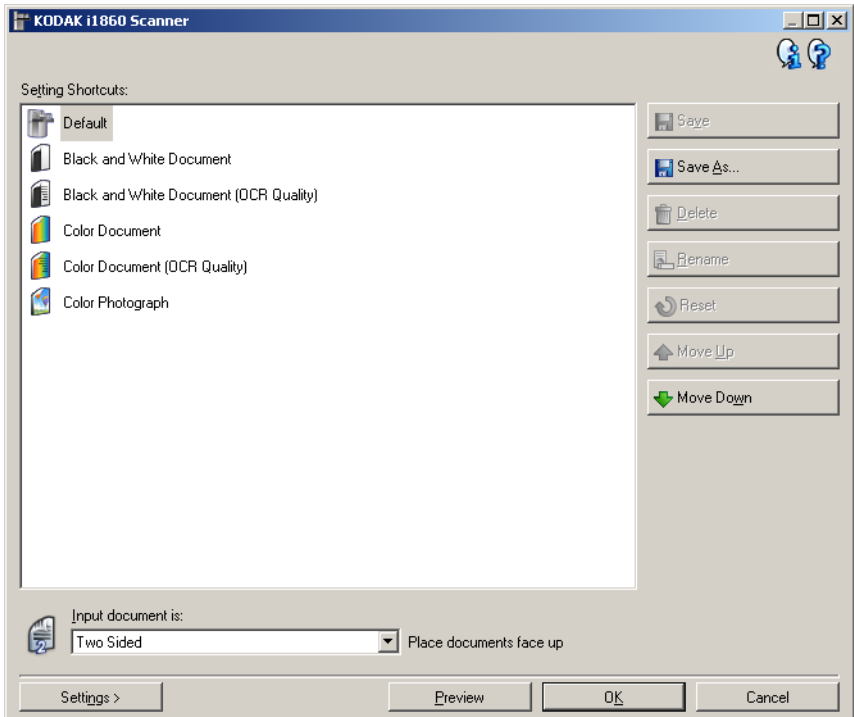 KODAK i1860 Scanner
Setting Shortcuts:
Default
Black and White Document
Black and White Document (OCR Quality)
Color Document
Color Document (OCR Quality)
Color Photograph
Save
Save As...
Delete
Rename
Reset
Move Up
Move Down
Input document is:
2
Two Sided
Place documents face up
Settings >
Preview
OK
Cancel